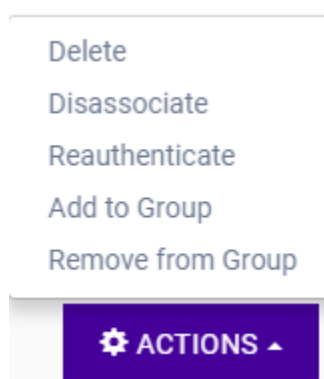 Delete
Disassociate
Reauthenticate
Add to Group
Remove from Group
ACTIONS